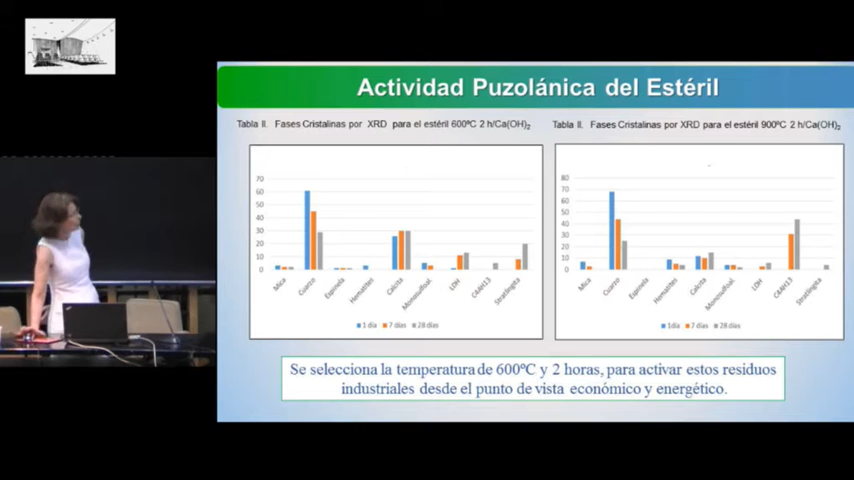 Actividad Puzolánica del Estéril
Tabla II. Fases Cristalinas por XRD para el estéril 600ºC 2 h/Ca(OH)2
70
60
50
40
30
20
10
0
Mica
Cuarzo
Espinela
Hematites
Calcita
Monosulfoal.
LDH
C4AH13
Stratlingita
1 día
7 días
28 días
Tabla II. Fases Cristalinas por XRD para el estéril 900ºC 2 h/Ca(OH)2
80
70
60
50
40
30
20
10
0
Mica
Cuarzo
Espinela
Hematites
Calcita
Monosulfoal.
LDH
C4AH13
Stratlingita
1día
7 días
28 días
Se selecciona la temperatura de 600ºC y 2 horas, para activar estos residuos
industriales desde el punto de vista económico y energético.